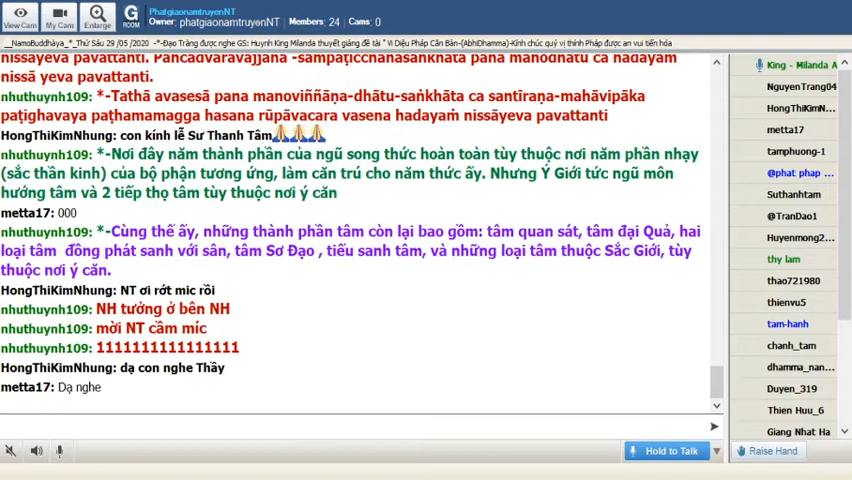 View Cam
My Cam
Enlarge
G
ROOM
PhatgiaonamtruyenNT
Owner: phatgiaonamtruyenNT | Members: 24 | Cams: 0
__NamoBuddhàya_*_Thứ Sáu 29 /05 /2020 -*-Đạo Tràng được nghe GS: Huynh King Milanda thuyết giảng đề tài " Vi Diệu Pháp Căn Bản-(AbhiDhamma)-Kính chúc quý vị thính Pháp được an vui tiến hóa
nissāyeva pavattanti. Pañcadvārāvajjana -sampaṭicchanasaṅkhātā pana manodhātu ca hadayaṁ
nissā yeva pavattanti.
nhuthuynh109: *-Tathā avasesā pana manoviññāṇa-dhātu-saṅkhāta ca santīraṇa-mahāvipāka
paṭighavaya paṭhamamagga hasana rūpāvacara vasena hadayaṁ nissāyeva pavattanti
HongThiKimNhung: con kính lễ Sư Thanh Tâm
nhuthuynh109: *-Nơi đây năm thành phần của ngũ song thức hoàn toàn tùy thuộc nơi năm phần nhạy
(sắc thần kinh) của bộ phận tương ứng, làm căn trú cho năm thức ấy. Nhưng Ý Giới tức ngũ môn
hướng tâm và 2 tiếp thọ tâm tùy thuộc nơi ý căn
metta17: 000
nhuthuynh109: *-Cùng thế ấy, những thành phần tâm còn lại bao gồm: tâm quan sát, tâm đại Quả, hai
loại tâm đồng phát sanh với sân, tâm Sơ Đạo , tiếu sanh tâm, và những loại tâm thuộc Sắc Giới, tùy
thuộc nơi ý căn.
HongThiKimNhung: NT ơi rớt mic rồi
nhuthuynh109: NH tưởng ở bên NH
nhuthuynh109: mời NT cầm míc
nhuthuynh109: 1111111111111111
HongThiKimNhung: dạ con nghe Thầy
metta17: Dạ nghe
King - Milanda A
NguyenTrang04
HongThiKimN...
metta17
tamphuong-1
@phat phap ...
Suthanhtam
@TranDao1
Huyenmong2...
thy lam
thao721980
thienvu5
tam-hanh
chanh_tam
dhamma_nan...
Duyen_319
Thien Huu_6
Giang Nhat Ha
Hold to Talk
Raise Hand